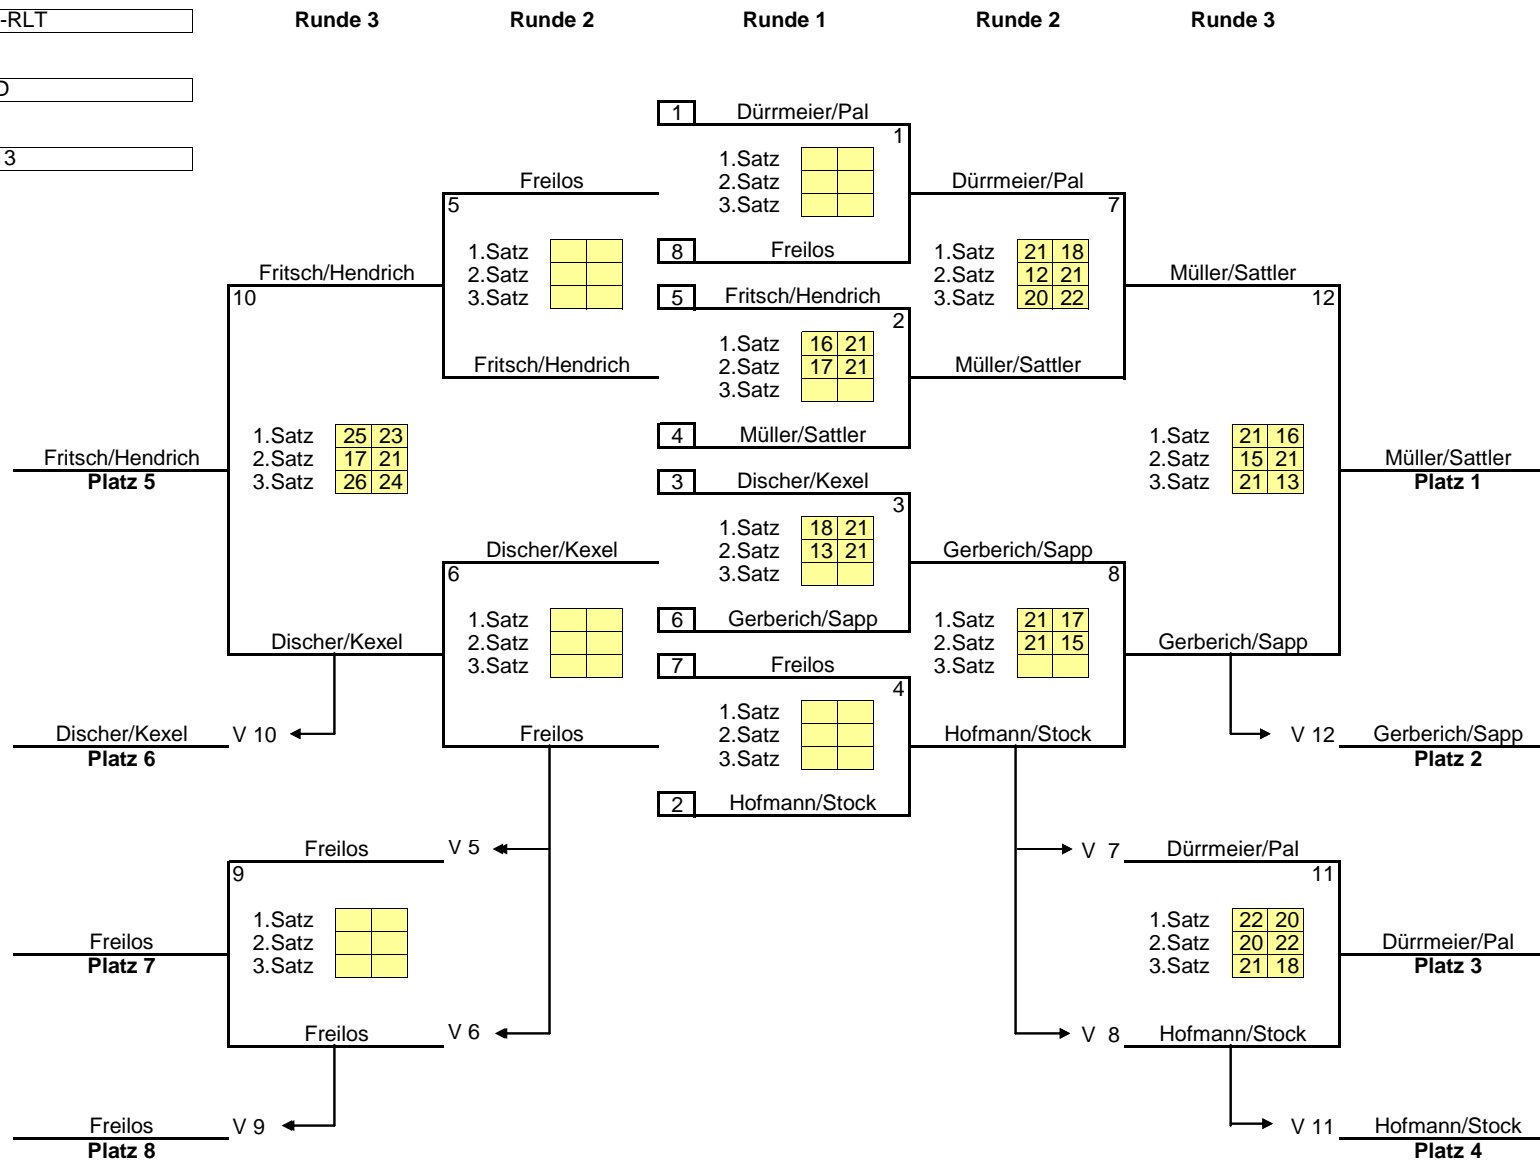 -RLT Runde 3 Runde 2 Runde 1 Runde 2 Runde 3
D
1 Dürrmeier/Pal
1
3 1.Satz
Freilos 2.Satz Dürrmeier/Pal
5 3.Satz 7
8 Freilos
1.Satz 1.Satz 21 18
Fritsch/Hendrich 2.Satz 2.Satz 12 21 Müller/Sattler
10 3.Satz 5 Fritsch/Hendrich 3.Satz 20 22 12
2
1.Satz 16 21
Fritsch/Hendrich 2.Satz 17 21 Müller/Sattler
3.Satz
1.Satz 25 23 4 Müller/Sattler 1.Satz 21 16
Fritsch/Hendrich 2.Satz 17 21 2.Satz 15 21 Müller/Sattler
Platz 5 3.Satz 26 24 3 Discher/Kexel 3.Satz 21 13 Platz 1
3
1.Satz 18 21
Discher/Kexel 2.Satz 13 21 Gerberich/Sapp
6 3.Satz 8
1.Satz 6 Gerberich/Sapp 1.Satz 21 17
Discher/Kexel 2.Satz 2.Satz 21 15 Gerberich/Sapp
3.Satz 7 Freilos 3.Satz
4
1.Satz
Discher/Kexel V 10 Freilos 2.Satz Hofmann/Stock V 12 Gerberich/Sapp
Platz 6 3.Satz Platz 2
2 Hofmann/Stock
Freilos V 5 V 7 Dürrmeier/Pal
9 11
1.Satz 1.Satz 22 20
Freilos 2.Satz 2.Satz 20 22 Dürrmeier/Pal
Platz 7 3.Satz 3.Satz 21 18 Platz 3
Freilos V 6 V 8 Hofmann/Stock
Freilos V 9 V 11 Hofmann/Stock
Platz 8 Platz 4